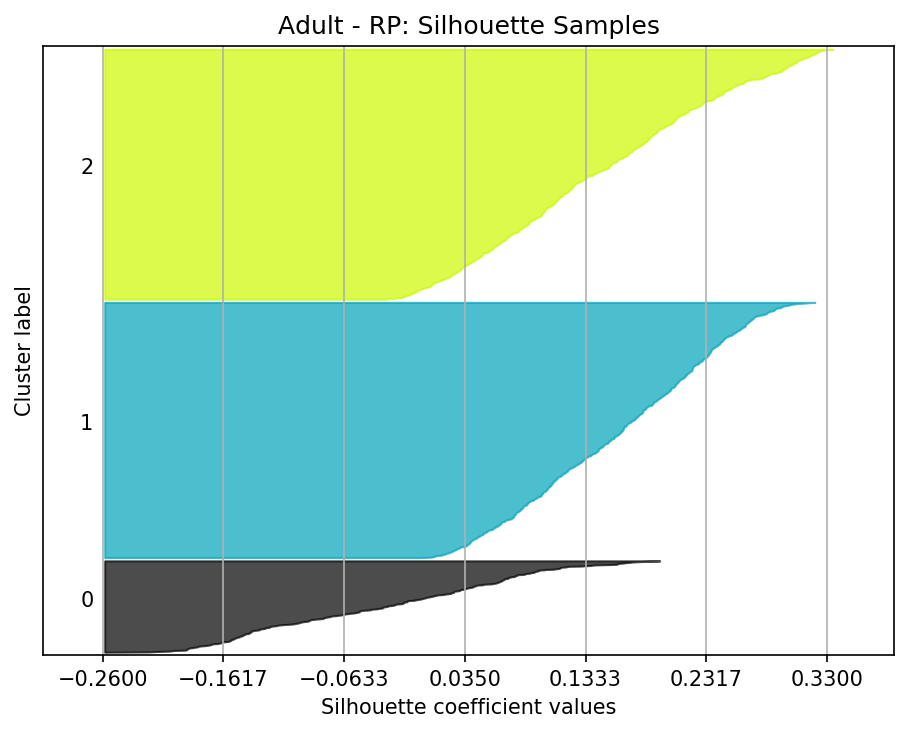 Adult - RP: Silhouette Samples
2
1
0
Cluster label
−0.2600 −0.1617 −0.0633 0.0350 0.1333 0.2317 0.3300
Silhouette coefficient values